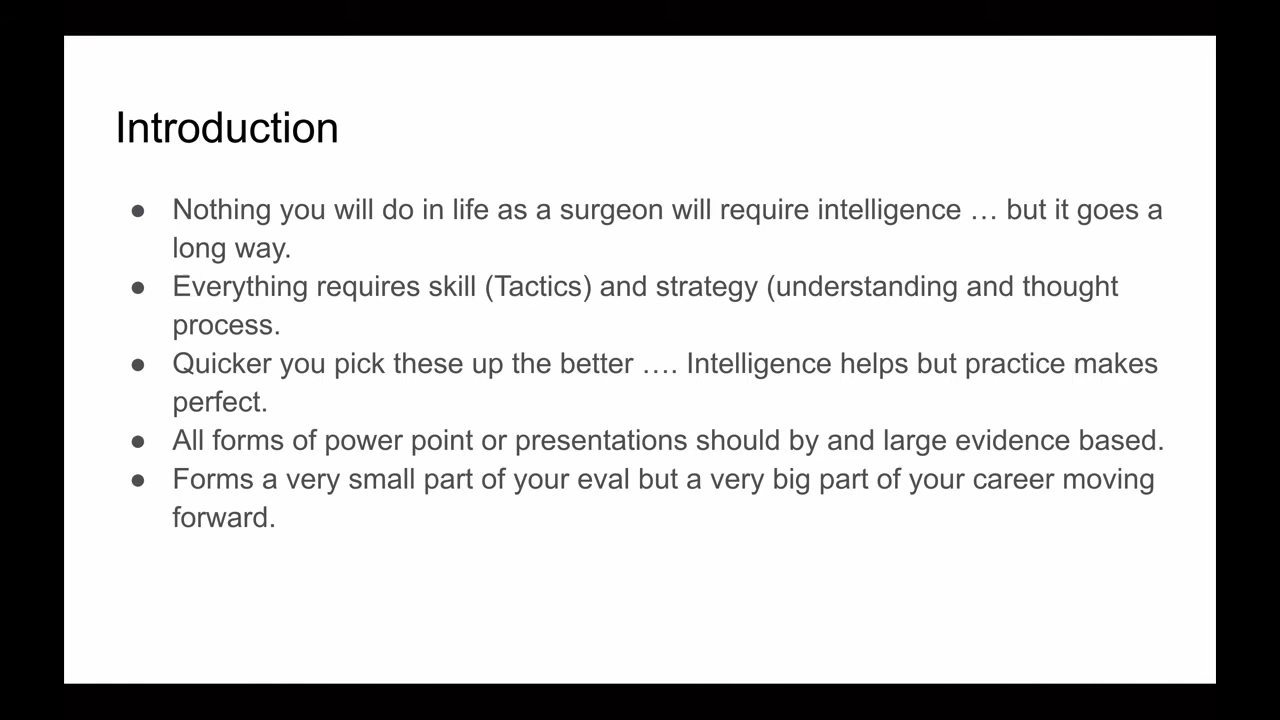 Introduction
● Nothing you will do in life as a surgeon will require intelligence … but it goes a
long way.
● Everything requires skill (Tactics) and strategy (understanding and thought
process.
● Quicker you pick these up the better …. Intelligence helps but practice makes
perfect.
● All forms of power point or presentations should by and large evidence based.
● Forms a very small part of your eval but a very big part of your career moving
forward.